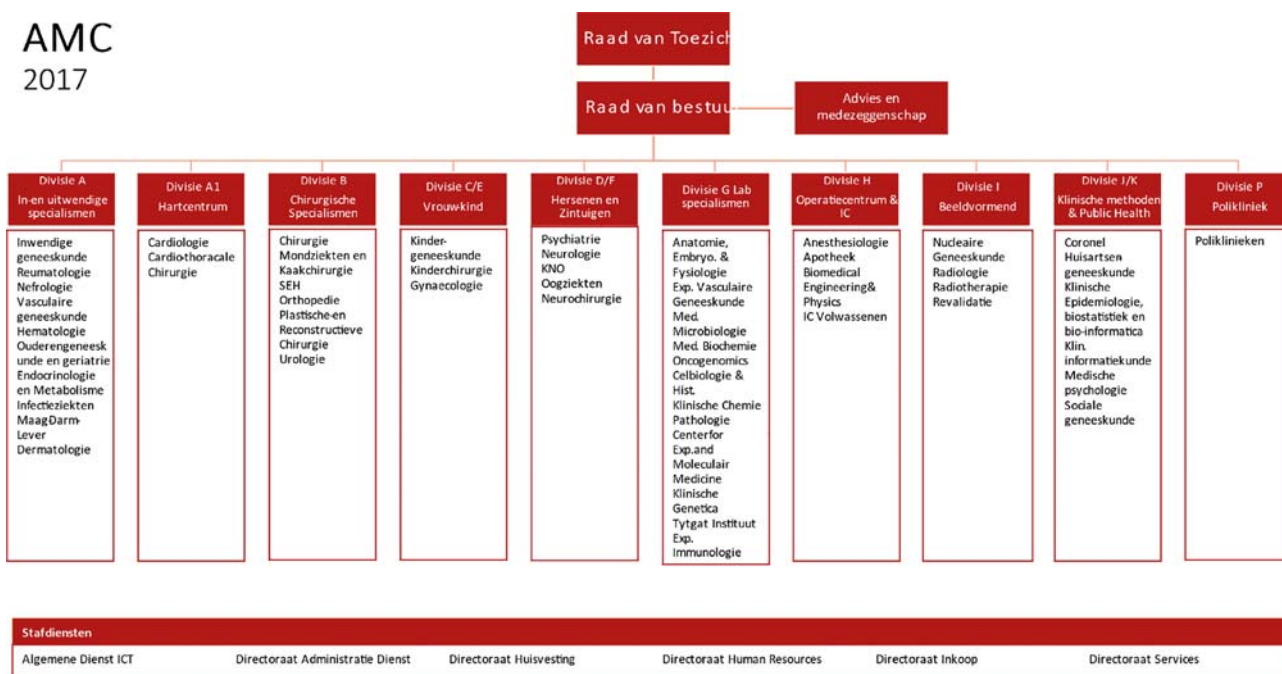 AMC
2017
Raad van Toezich
Raad van bestuu
Advies en
medezeggenschap
Divisie A
In-en uitwendige
specialismen
Inwendige
geneeskunde
Reumatologie
Nefrologie
Vasculaire
geneeskunde
Hematologie
Ouderengeneesk
unde en geriatrie
Endocrinologie
en Metabolisme
Infectieziekten
MaagDarm-
Lever
Dermatologie
Divisie A1
Hartcentrum
Cardiologie
Cardio-thoracale
Chirurgie
Divisie B
Chirurgische
Specialismen
Chirurgie
Mondziekten en
Kaakchirurgie
SEH
Orthopedie
Plastische-en
Reconstructieve
Chirurgie
Urologie
Divisie C/E
Vrouw-kind
Kinder-
geneeskunde
Kinderchirurgie
Gynaecologie
Divisie D/F
Hersenen en
Zintuigen
Psychiatrie
Neurologie
KNO
Oogziekten
Neurochirurgie
Divisie G Lab
specialismen
Anatomie,
Embryo. &
Fysiologie
Exp. Vasculaire
Geneeskunde
Med.
Microbiologie
Med. Biochemie
Oncogenomics
Celbiologie &
Hist.
Klinische Chemie
Pathologie
Centerfor
Exp.and
Moleculair
Medicine
Klinische
Genetica
Tytgat Instituut
Exp.
Immunologie
Divisie H
Operatiecentrum &
IC
Anesthesiologie
Apotheek
Biomedical
Engineering&
Physics
IC Volwassenen
Divisie I
Beeldvormend
Nucleaire
Geneeskunde
Radiologie
Radiotherapie
Revalidatie
Divisie J/K
Klinische methoden
& Public Health
Coronel
Huisartsen
geneeskunde
Klinische
Epidemiologie,
biostatistiek en
bio-informatica
Klin.
informatiekunde
Medische
psychologie
Sociale
geneeskunde
Divisie P
Polikliniek
Poliklinieken
Stafdiensten
Algemene Dienst ICT Directoraat Administratie Dienst Directoraat Huisvesting Directoraat Human Resources Directoraat Inkoop Directoraat Services